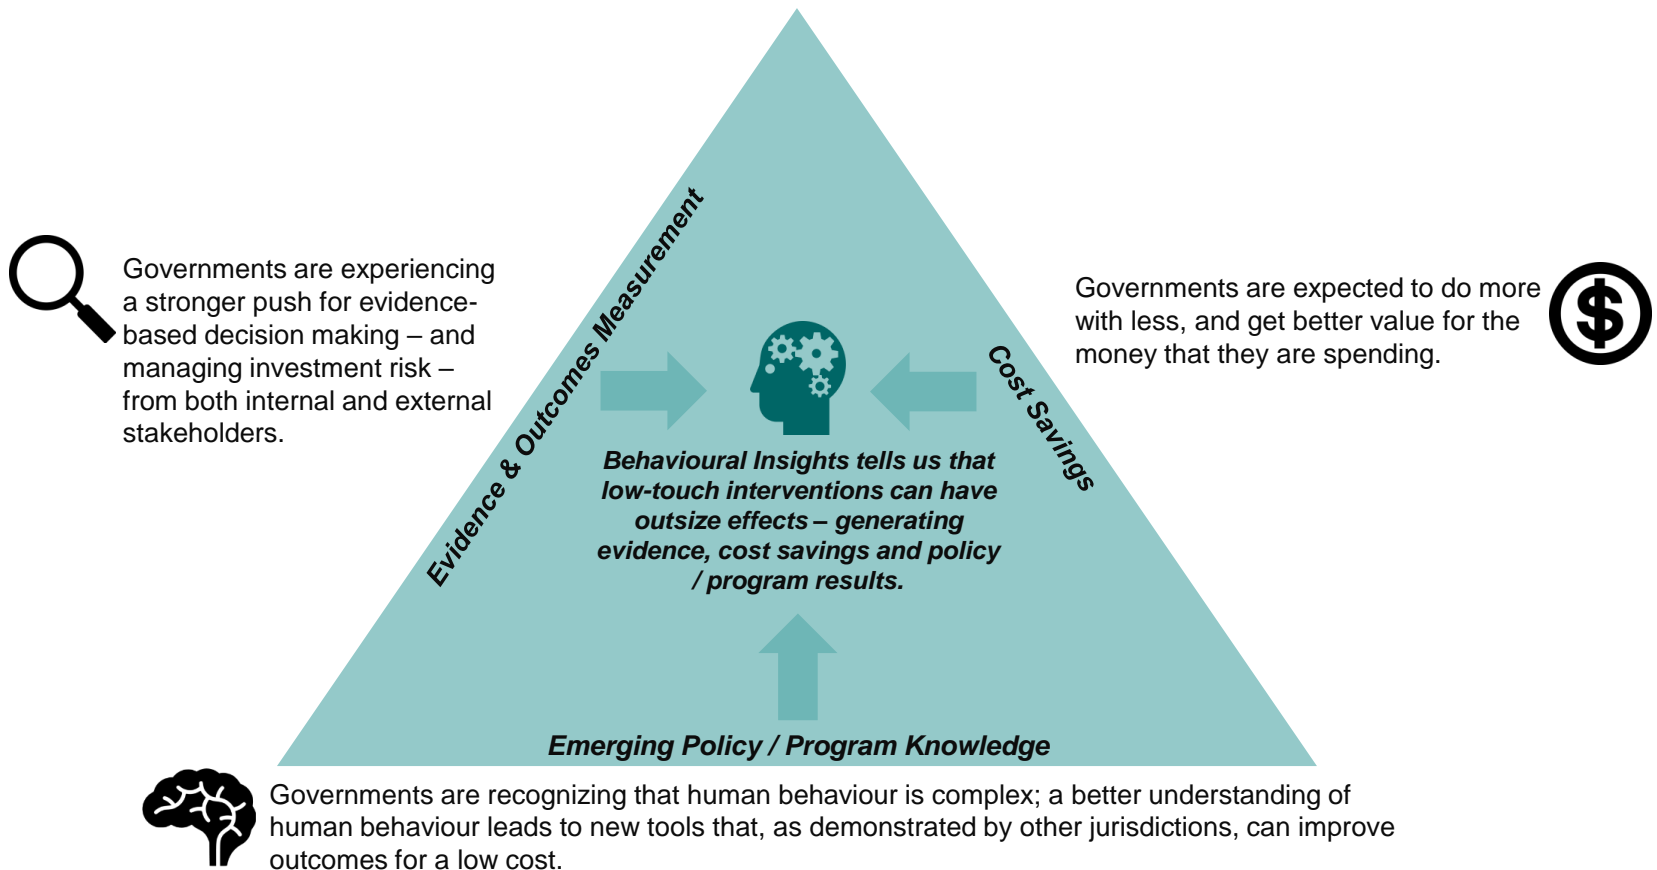 Evidence & Outcomes Measurement
Governments are experiencing
a stronger push for evidence-
based decision making – and
managing investment risk –
from both internal and external
stakeholders.
Cost Savings
Governments are expected to do more
with less, and get better value for the
money that they are spending.
$
Behavioural Insights tells us that
low-touch interventions can have
outsize effects – generating
evidence, cost savings and policy
/ program results.
Emerging Policy / Program Knowledge
Governments are recognizing that human behaviour is complex; a better understanding of
human behaviour leads to new tools that, as demonstrated by other jurisdictions, can improve
outcomes for a low cost.